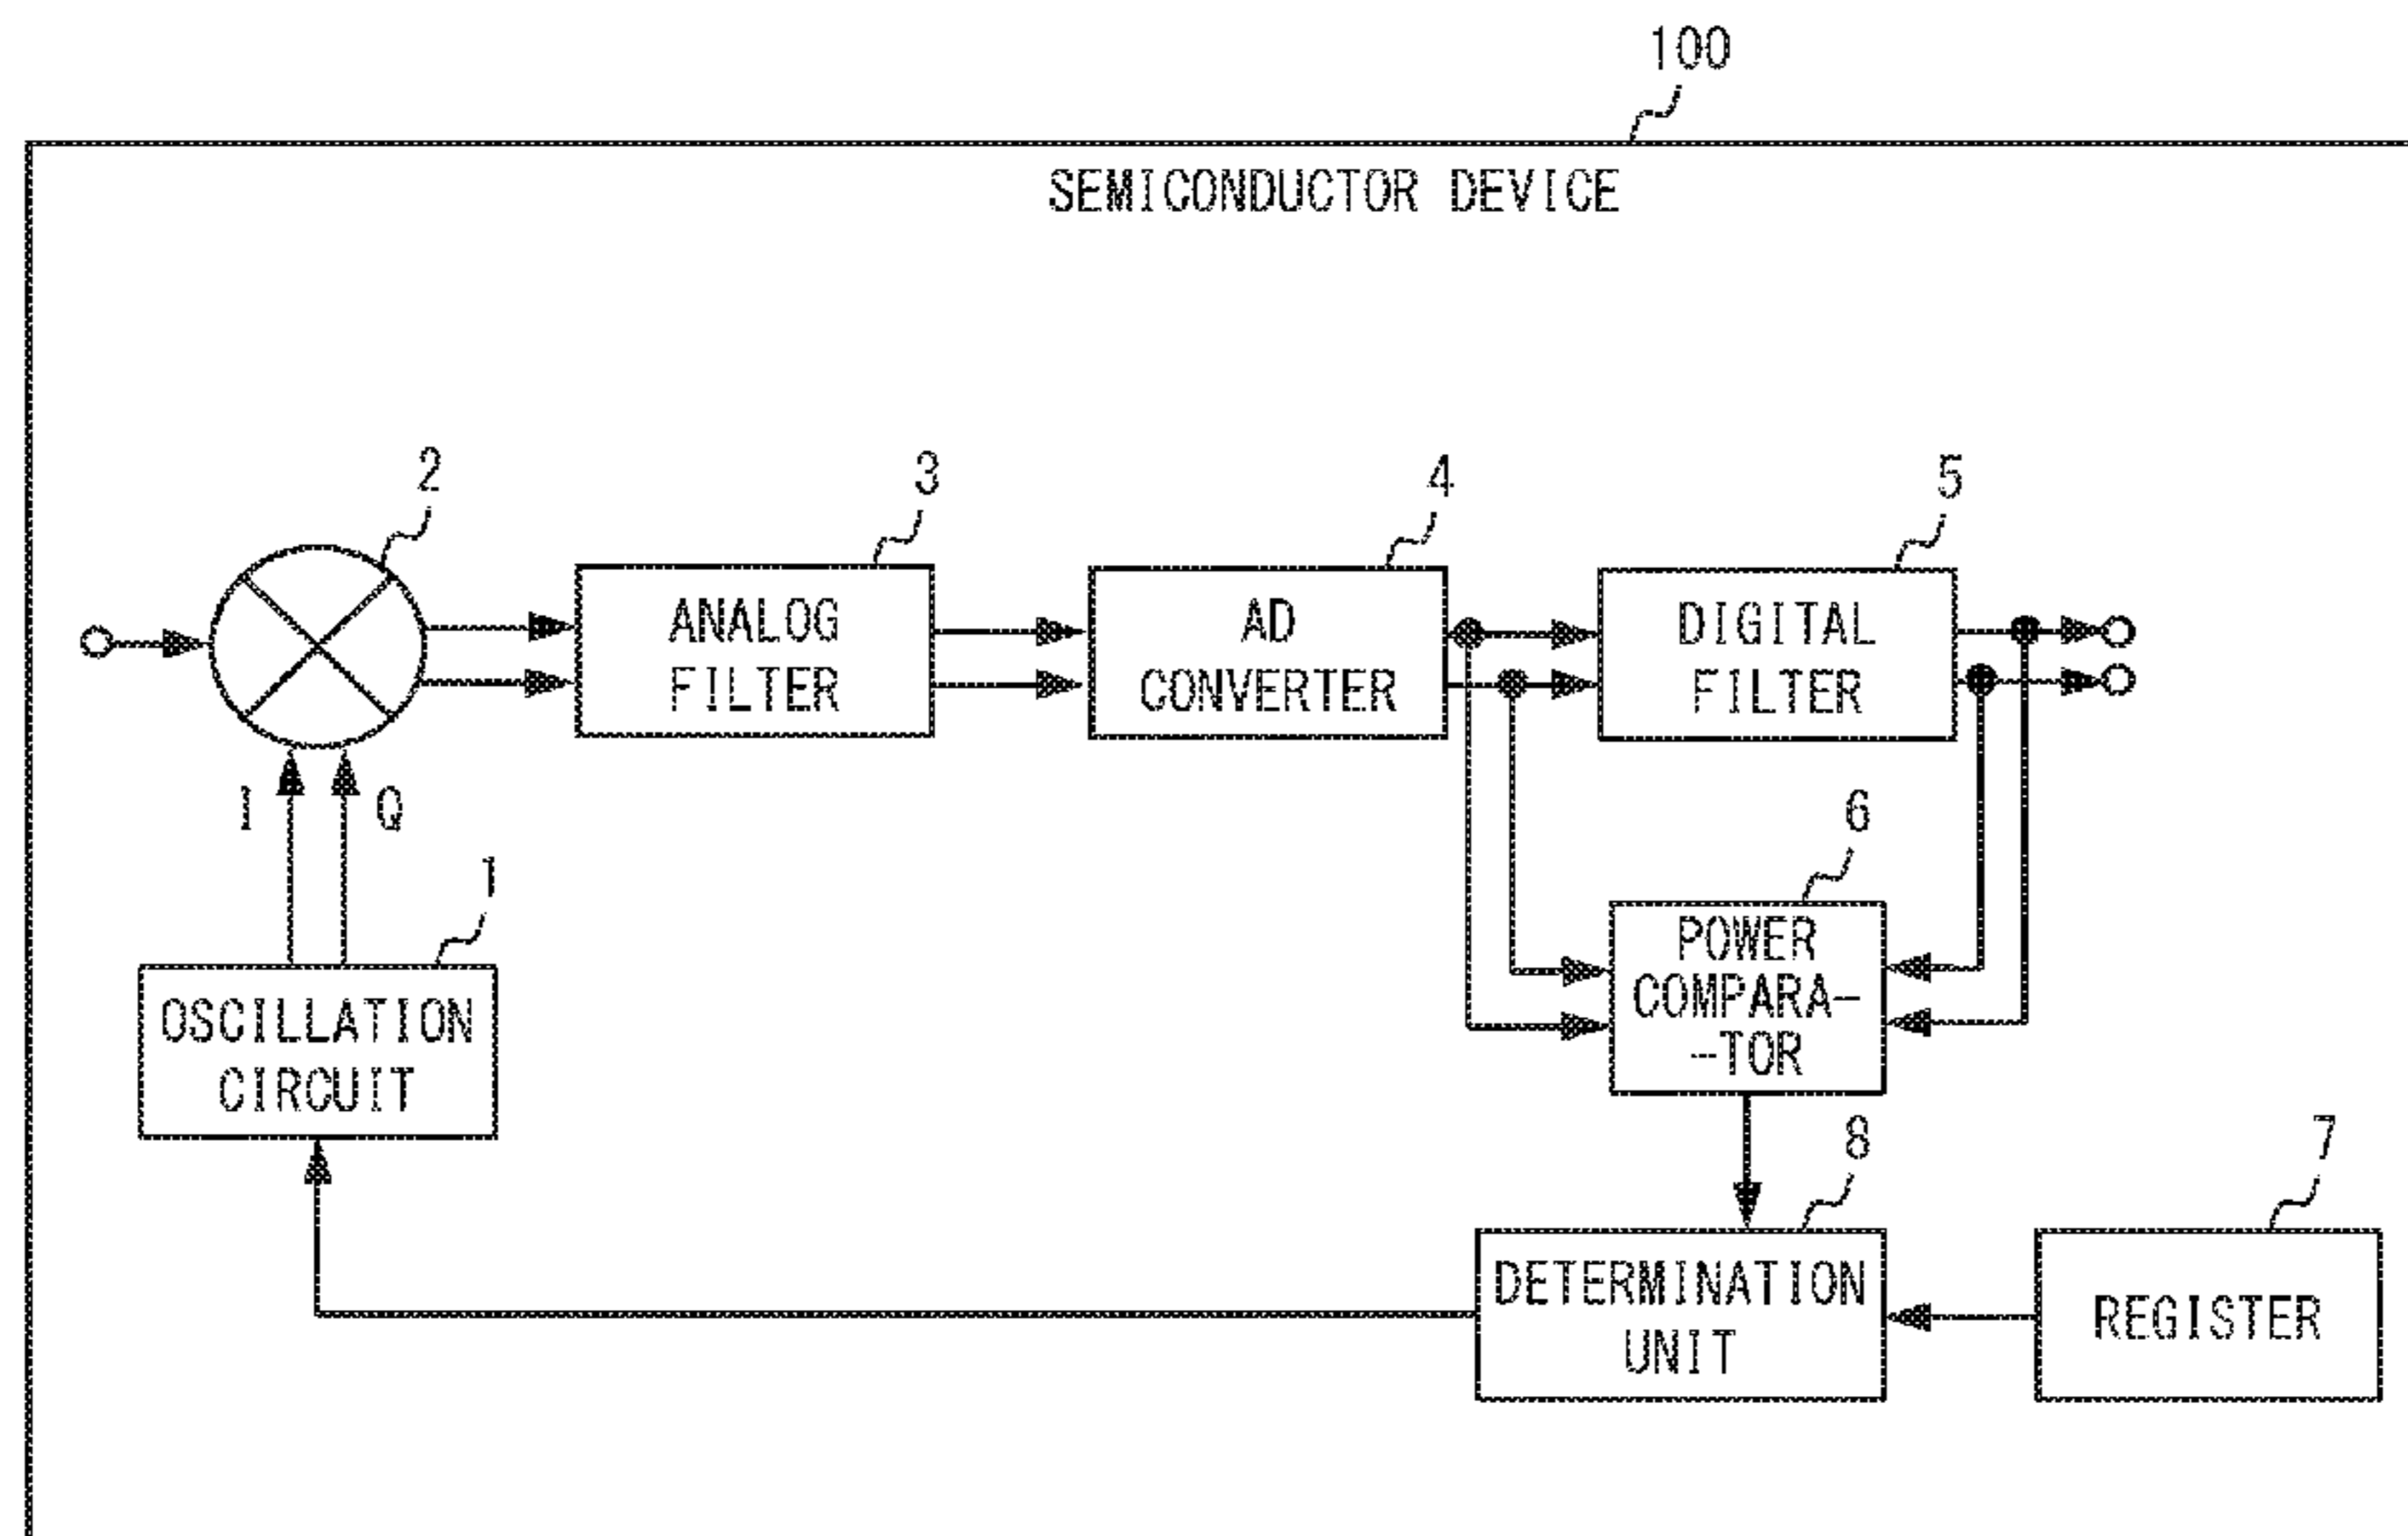 100
SEMICONDUCTOR DEVICE
2
3
4
5
ANALOG
FILTER
AD
CONVERTER
DIGITAL
FILTER
I
Q
6
1
POWER
COMPARA-
-TOR
OSCILLATION
CIRCUIT
8
7
DETERMINATION
UNIT
REGISTER